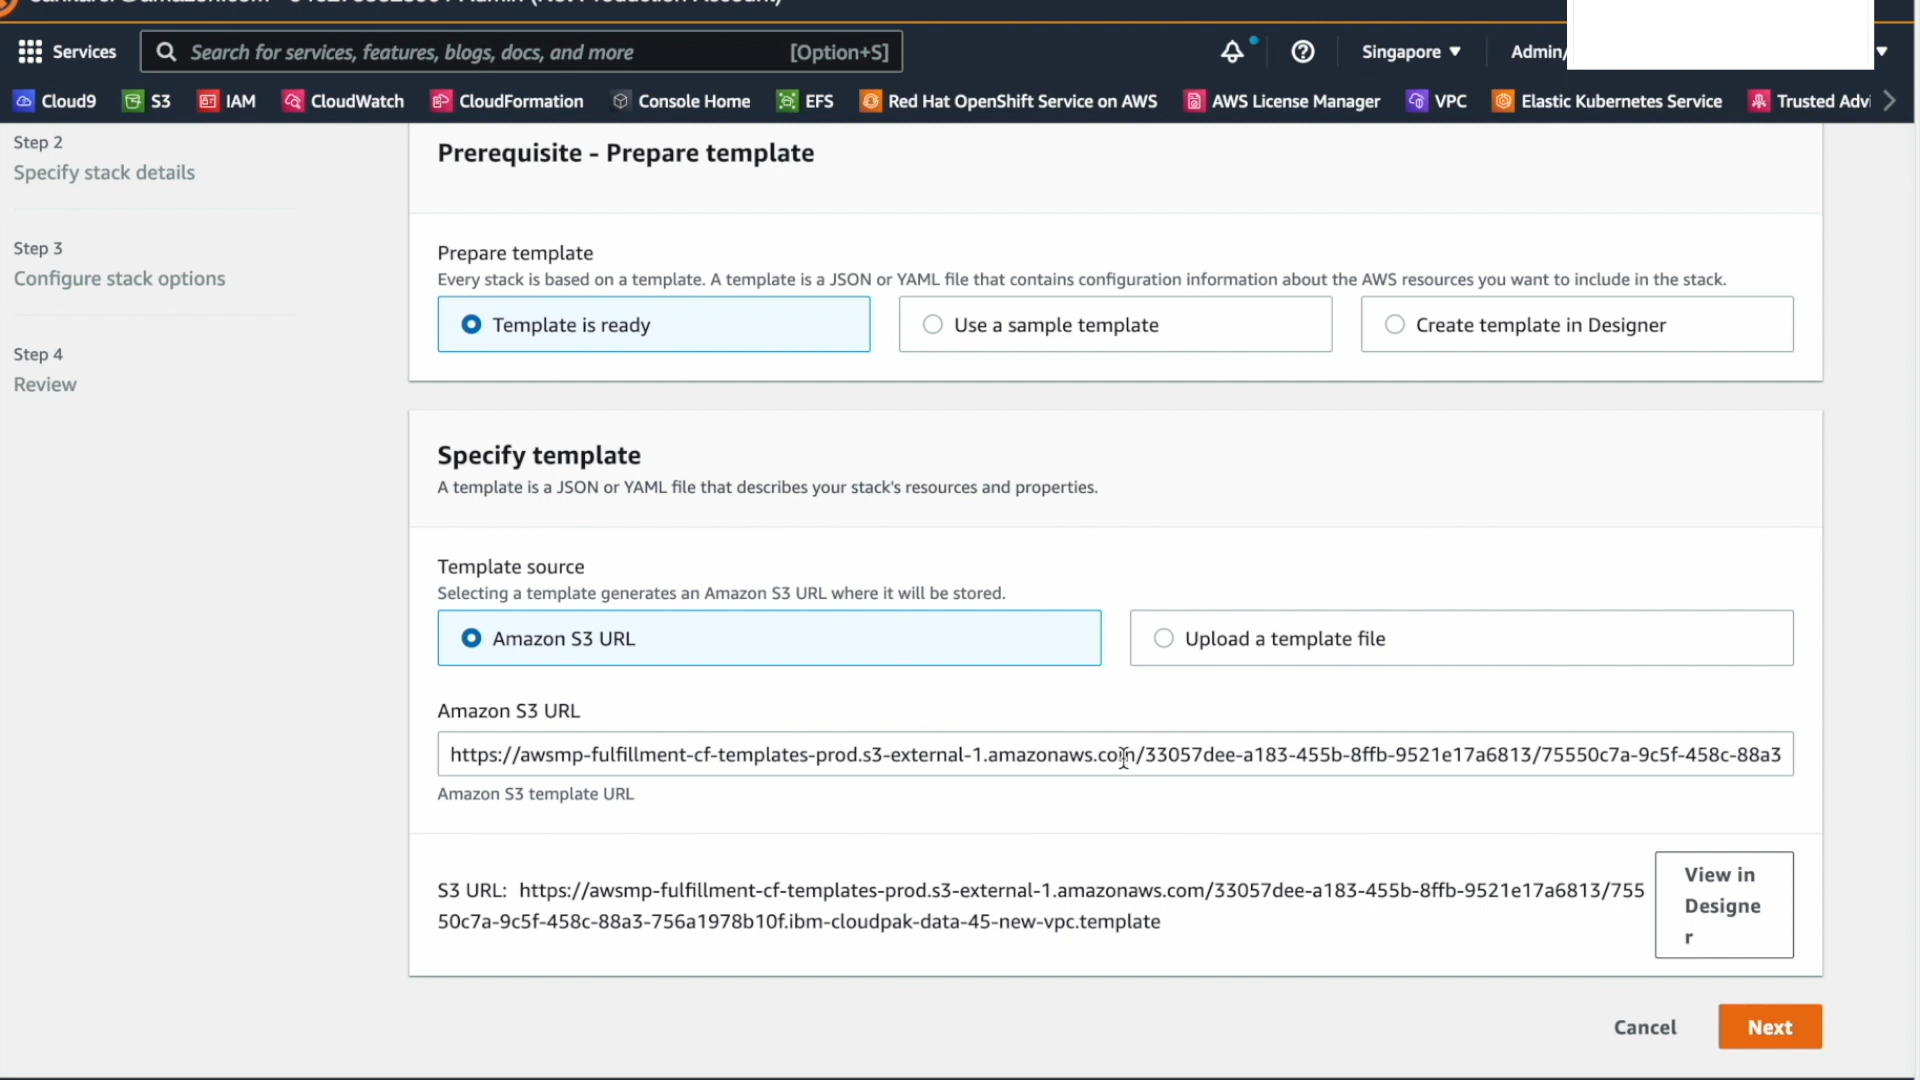 Services
Search for services, features, blogs, docs, and more [Option+S]
Singapore
Admin/
Cloud9 S3 IAM CloudWatch CloudFormation Console Home EFS Red Hat OpenShift Service on AWS AWS License Manager VPC Elastic Kubernetes Service Trusted Advi
Step 2
Specify stack details
Step 3
Configure stack options
Step 4
Review
Prerequisite - Prepare template
Prepare template
Every stack is based on a template. A template is a JSON or YAML file that contains configuration information about the AWS resources you want to include in the stack.
Template is ready
Use a sample template
Create template in Designer
Specify template
A template is a JSON or YAML file that describes your stack's resources and properties.
Template source
Selecting a template generates an Amazon S3 URL where it will be stored.
Amazon S3 URL
Upload a template file
Amazon S3 URL
https://awsmp-fulfillment-cf-templates-prod.s3-external-1.amazonaws.com/33057dee-a183-455b-8ffb-9521e17a6813/75550c7a-9c5f-458c-88a3
Amazon S3 template URL
S3 URL: https://awsmp-fulfillment-cf-templates-prod.s3-external-1.amazonaws.com/33057dee-a183-455b-8ffb-9521e17a6813/755
50c7a-9c5f-458c-88a3-756a1978b10f.ibm-cloudpak-data-45-new-vpc.template
View in
Designe
r
Cancel
Next